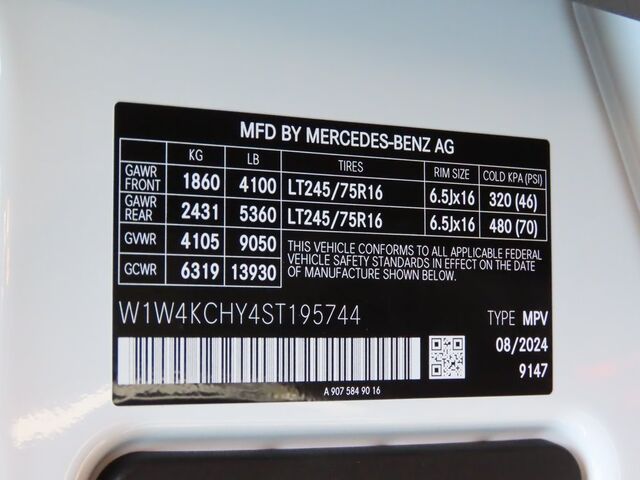 MFD BY MERCEDES-BENZ AG
KG LB TIRES RIM SIZE COLD KPA (PSI)
GAWR FRONT 1860 4100 LT245/75R16 6.5Jx16 320 (46)
GAWR REAR 2431 5360 LT245/75R16 6.5Jx16 480 (70)
GVWR 4105 9050
GCWR 6319 13930
THIS VEHICLE CONFORMS TO ALL APPLICABLE FEDERAL
VEHICLE SAFETY STANDARDS IN EFFECT ON THE DATE
OF MANUFACTURE SHOWN ABOVE.
W1W4KCHY4ST195744 TYPE MPV
08/2024
9147
A 907 584 90 16